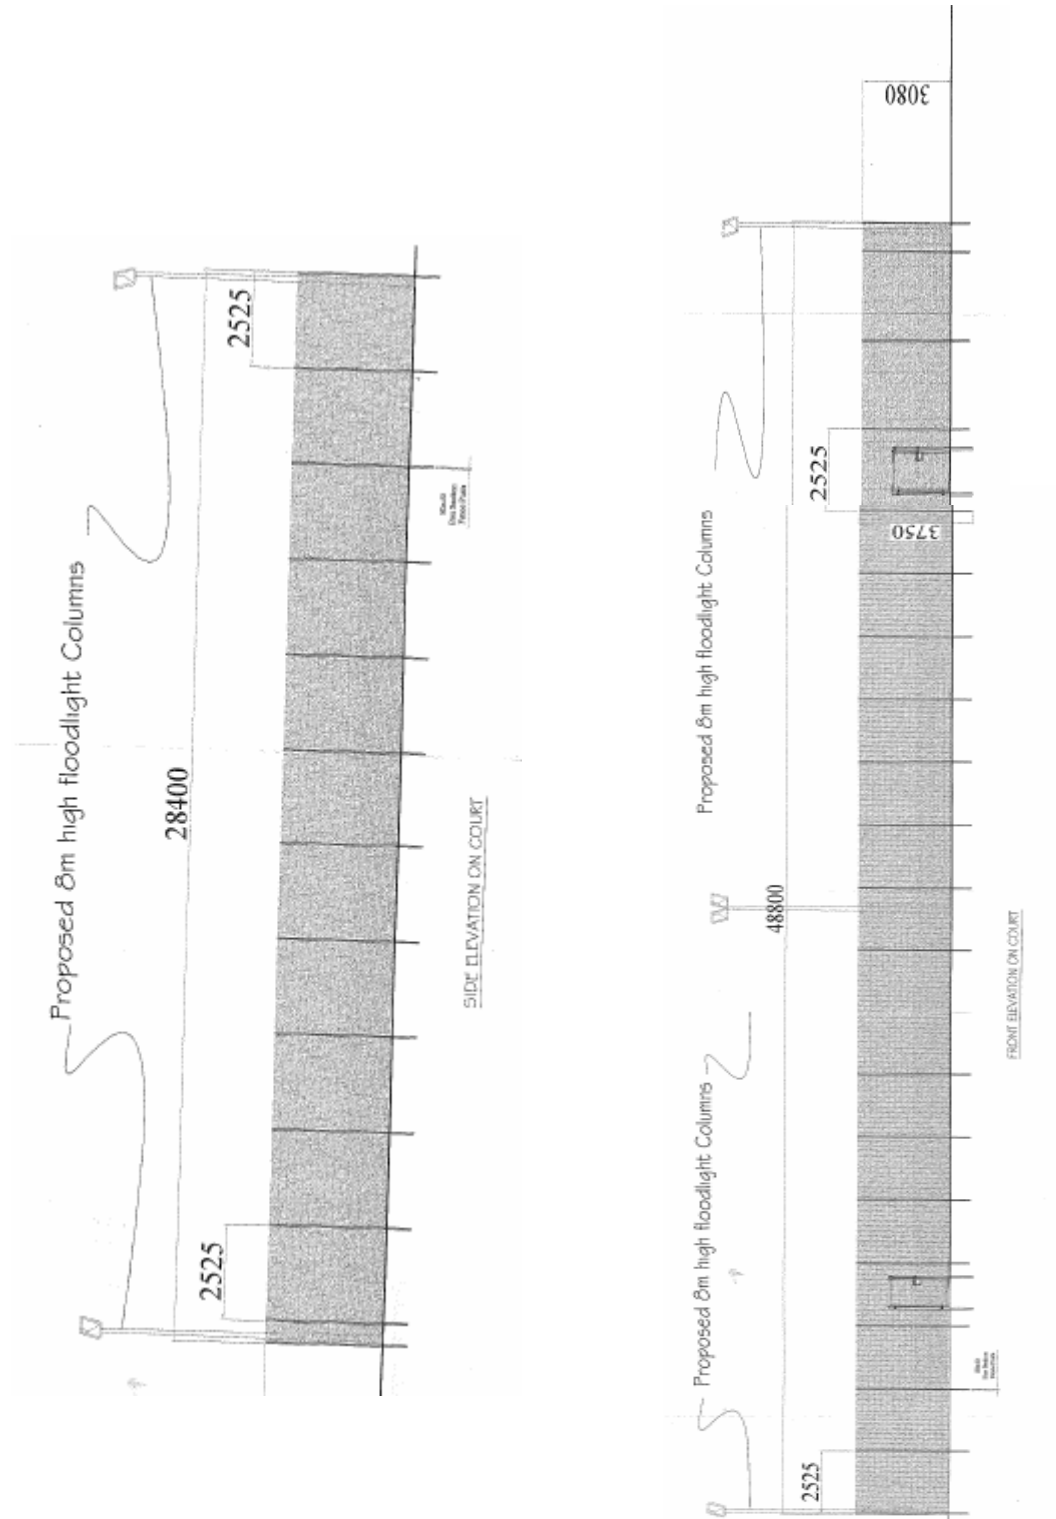 2525
Proposed 8m high floodlight Columns
28400
2525
SIDE ELEVATION ON COURT
3080
2525
3750
Proposed 8m high floodlight Columns
48800
Proposed 8m high floodlight Columns
2525
FRONT ELEVATION ON COURT